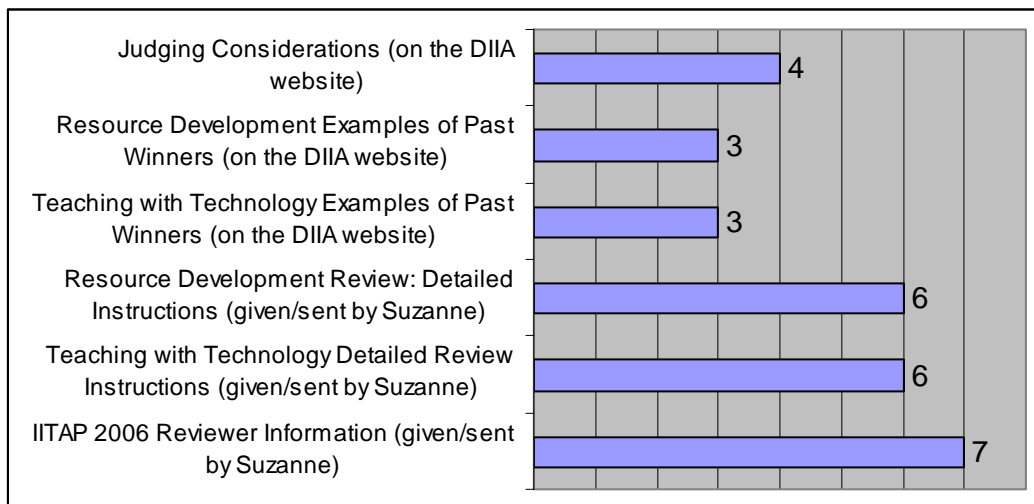 Judging Considerations (on the DIIA
website)
4
Resource Development Examples of Past
Winners (on the DIIA website)
3
Teaching with Technology Examples of Past
Winners (on the DIIA website)
3
Resource Development Review: Detailed
Instructions (given/sent by Suzanne)
6
Teaching with Technology Detailed Review
Instructions (given/sent by Suzanne)
6
IITAP 2006 Reviewer Information (given/sent
by Suzanne)
7